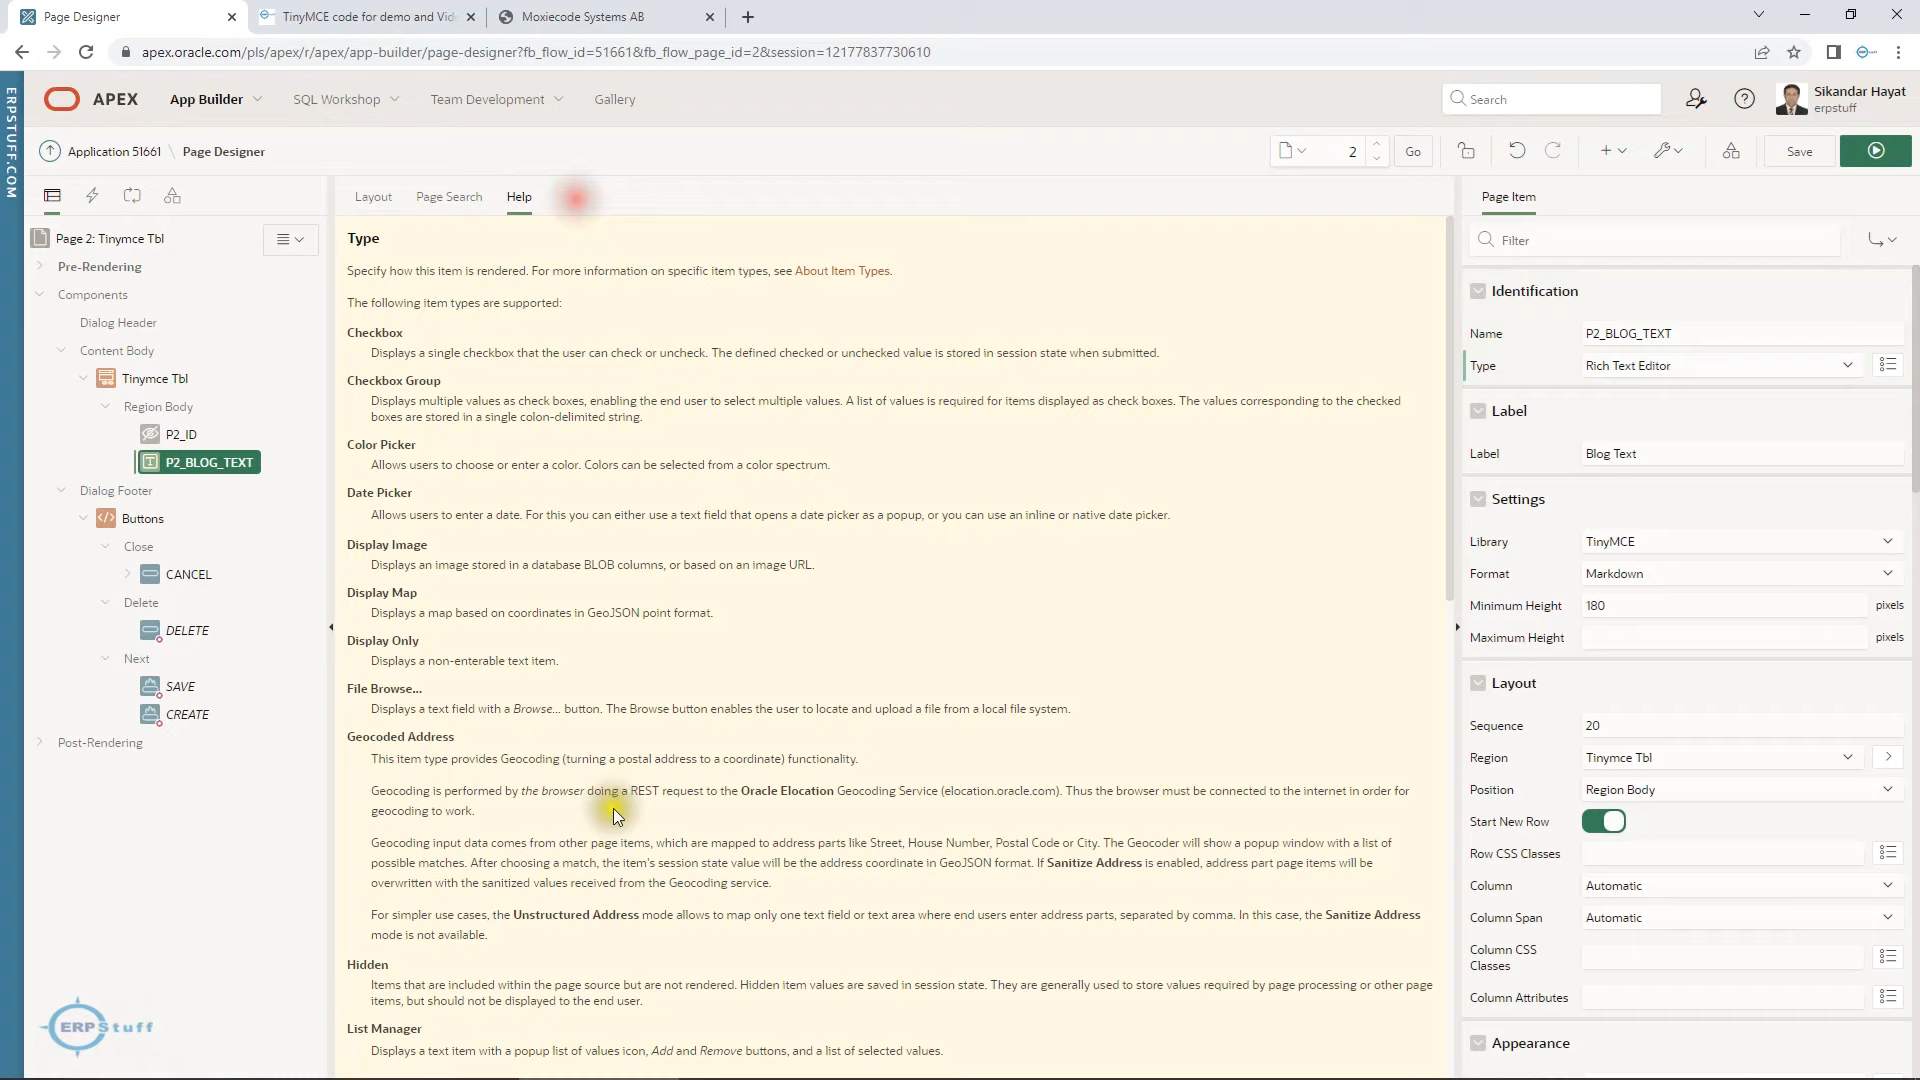 Page Designer
TinyMCE code for demo and Vide
Moxiecode Systems AB
apex.oracle.com/pls/apex/r/apex/app-builder/page-designer?fb_flow_id=51661&fb_flow_page_id=2&session=12177837730610
ERPSTUFF.COM
APEX
App Builder
SQL Workshop
Team Development
Gallery
Search
Sikandar Hayat
erpstuff
Application 51661 \ Page Designer
2
Go
Save
Page 2: Tinymce Tbl
Pre-Rendering
Components
Dialog Header
Content Body
Tinymce Tbl
Region Body
P2_ID
P2_BLOG_TEXT
Dialog Footer
Buttons
Close
CANCEL
Delete
DELETE
Next
SAVE
CREATE
Post-Rendering
ERPStuff
Layout
Page Search
Help
Type
Specify how this item is rendered. For more information on specific item types, see About Item Types.
The following item types are supported:
Checkbox
Displays a single checkbox that the user can check or uncheck. The defined checked or unchecked value is stored in session state when submitted.
Checkbox Group
Displays multiple values as check boxes, enabling the end user to select multiple values. A list of values is required for items displayed as check boxes. The values corresponding to the checked
boxes are stored in a single colon-delimited string.
Color Picker
Allows users to choose or enter a color. Colors can be selected from a color spectrum.
Date Picker
Allows users to enter a date. For this you can either use a text field that opens a date picker as a popup, or you can use an inline or native date picker.
Display Image
Displays an image stored in a database BLOB columns, or based on an image URL.
Display Map
Displays a map based on coordinates in GeoJSON point format.
Display Only
Displays a non-enterable text item.
File Browse...
Displays a text field with a Browse... button. The Browse button enables the user to locate and upload a file from a local file system.
Geocoded Address
This item type provides Geocoding (turning a postal address to a coordinate) functionality.
Geocoding is performed by the browser doing a REST request to the Oracle Elocation Geocoding Service (elocation.oracle.com). Thus the browser must be connected to the internet in order for
geocoding to work.
Geocoding input data comes from other page items, which are mapped to address parts like Street, House Number, Postal Code or City. The Geocoder will show a popup window with a list of
possible matches. After choosing a match, the item's session state value will be the address coordinate in GeoJSON format. If Sanitize Address is enabled, address part page items will be
overwritten with the sanitized values received from the Geocoding service.
For simpler use cases, the Unstructured Address mode allows to map only one text field or text area where end users enter address parts, separated by comma. In this case, the Sanitize Address
mode is not available.
Hidden
Items that are included within the page source but are not rendered. Hidden item values are saved in session state. They are generally used to store values required by page processing or other page
items, but should not be displayed to the end user.
List Manager
Displays a text item with a popup list of values icon, Add and Remove buttons, and a list of selected values.
Page Item
Filter
Identification
Name P2_BLOG_TEXT
Type Rich Text Editor
Label
Label Blog Text
Settings
Library TinyMCE
Format Markdown
Minimum Height 180 pixels
Maximum Height pixels
Layout
Sequence 20
Region Tinymce Tbl
Position Region Body
Start New Row
Row CSS Classes
Column Automatic
Column Span Automatic
Column CSS
Classes
Column Attributes
Appearance